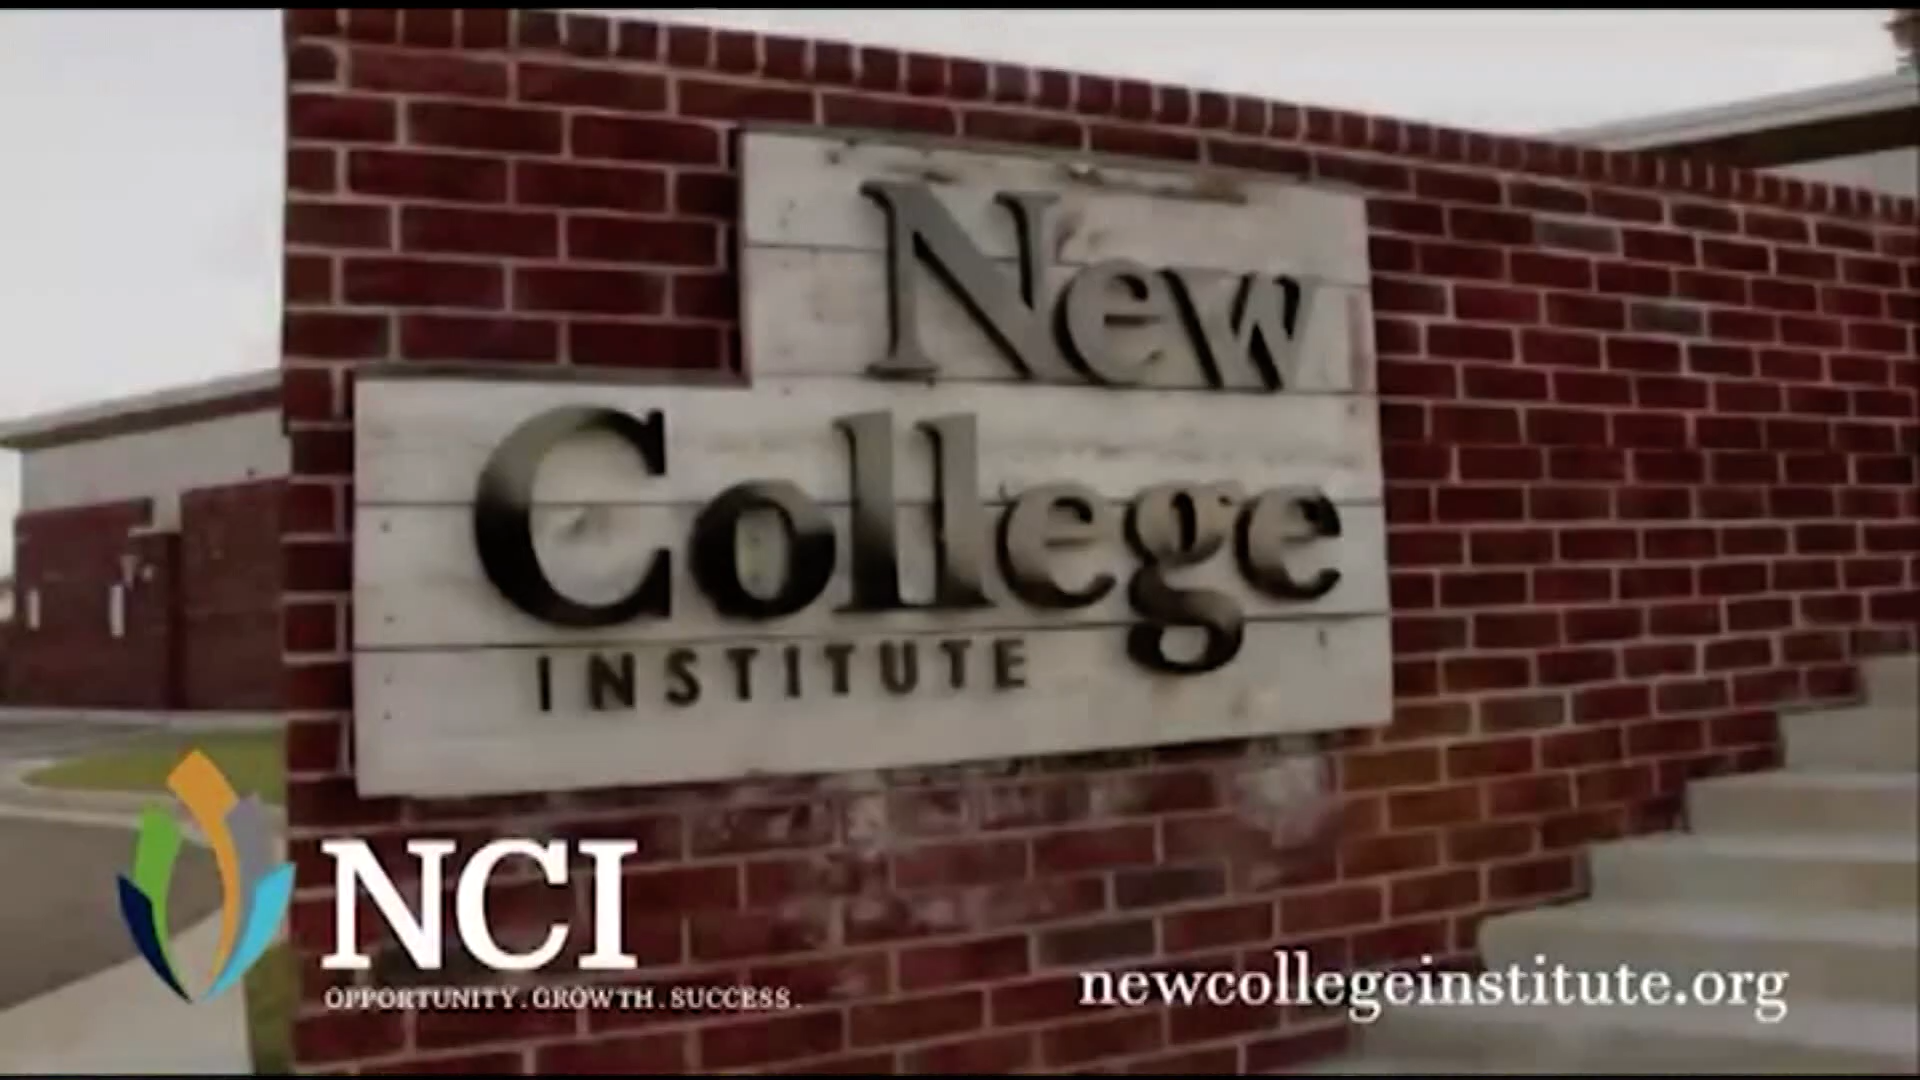 New
College
INSTITUTE
NCI
OPPORTUNITY. GROWTH. SUCCESS.
newcollegeinstitute.org